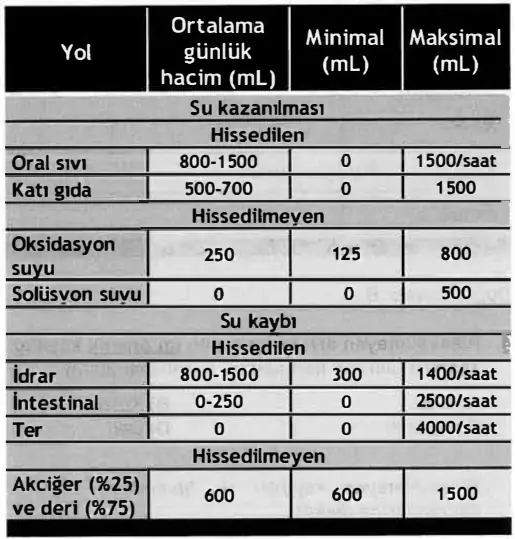 Yol
Ortalama günlük hacim (mL)
Minimal (mL)
Maksimal (mL)
Su kazanılması
Hissedilen
Oral sıvı 800-1500 0 1500/saat
Katı gıda 500-700 0 1500
Hissedilmeyen
Oksidasyon suyu 250 125 800
Solüsyon suyu 0 0 500
Su kaybı
Hissedilen
İdrar 800-1500 300 1400/saat
İntestinal 0-250 0 2500/saat
Ter 0 0 4000/saat
Hissedilmeyen
Akciğer (%25) ve deri (%75) 600 600 1500